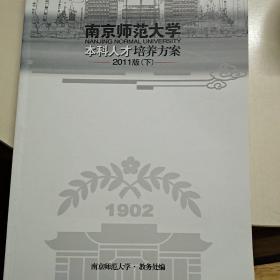 南京师范大学
NANJING NORMAL UNIVERSITY
本科人才培养方案
2011版(下)
1902
南京师范大学·教务处编